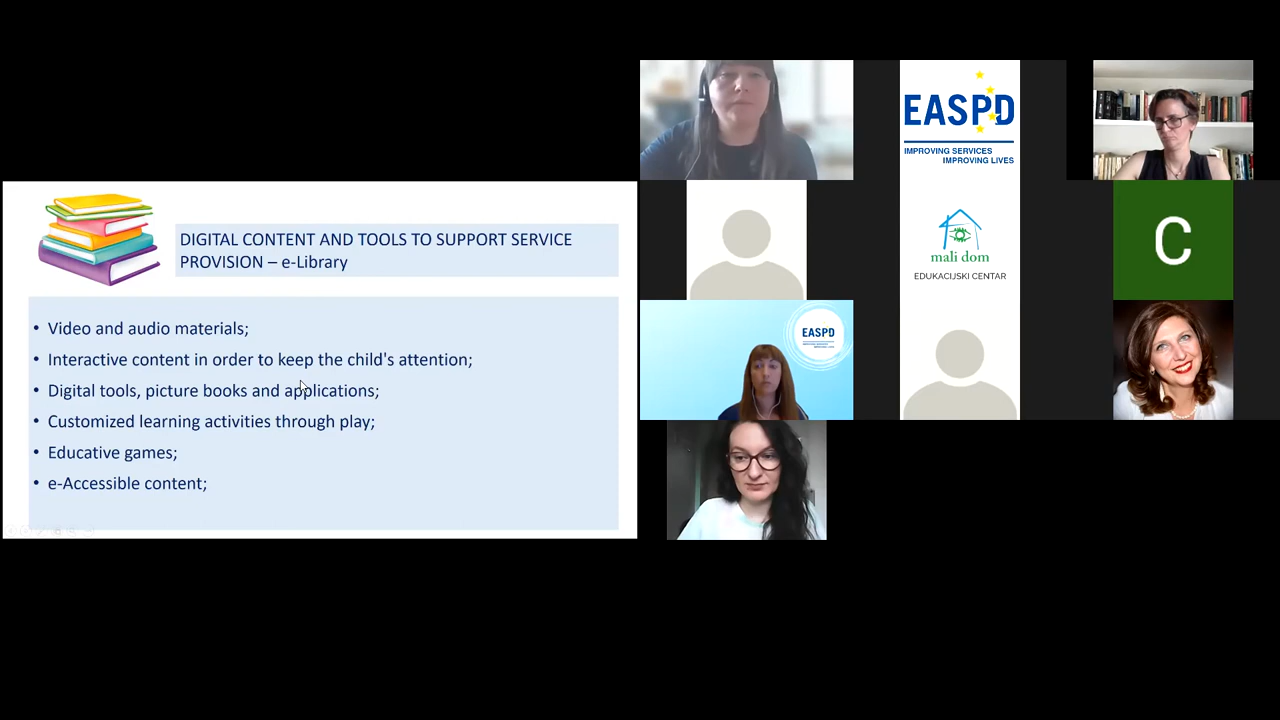 DIGITAL CONTENT AND TOOLS TO SUPPORT SERVICE
PROVISION – e-Library
• Video and audio materials;
• Interactive content in order to keep the child's attention;
• Digital tools, picture books and applications;
• Customized learning activities through play;
• Educative games;
• e-Accessible content;
EASPD
IMPROVING SERVICES
IMPROVING LIVES
mali dom
EDUKACIJSKI CENTAR
C
EASPD